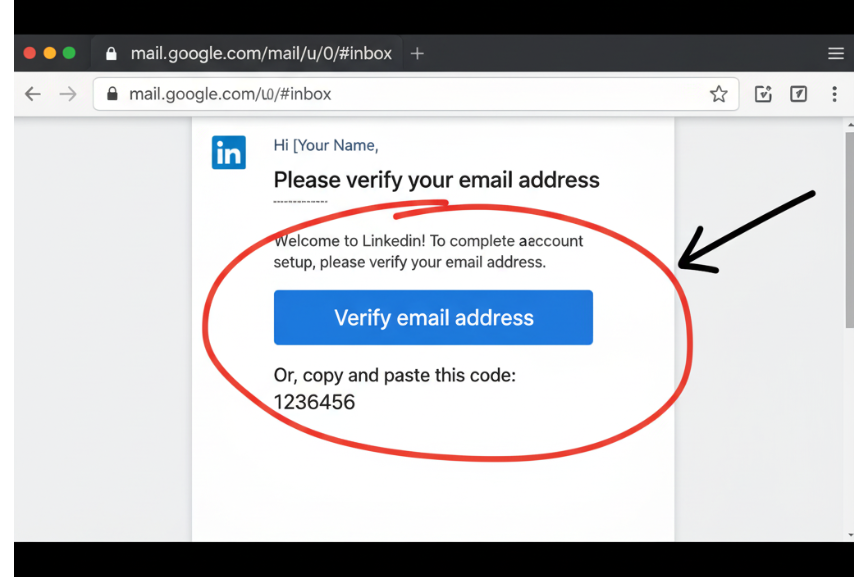 mail.google.com/mail/u/0/#inbox
mail.google.com/u0/#inbox
in
Hi [Your Name,
Please verify your email address
Welcome to Linkedin! To complete aaccount
setup, please verify your email address.
Verify email address
Or, copy and paste this code:
1236456